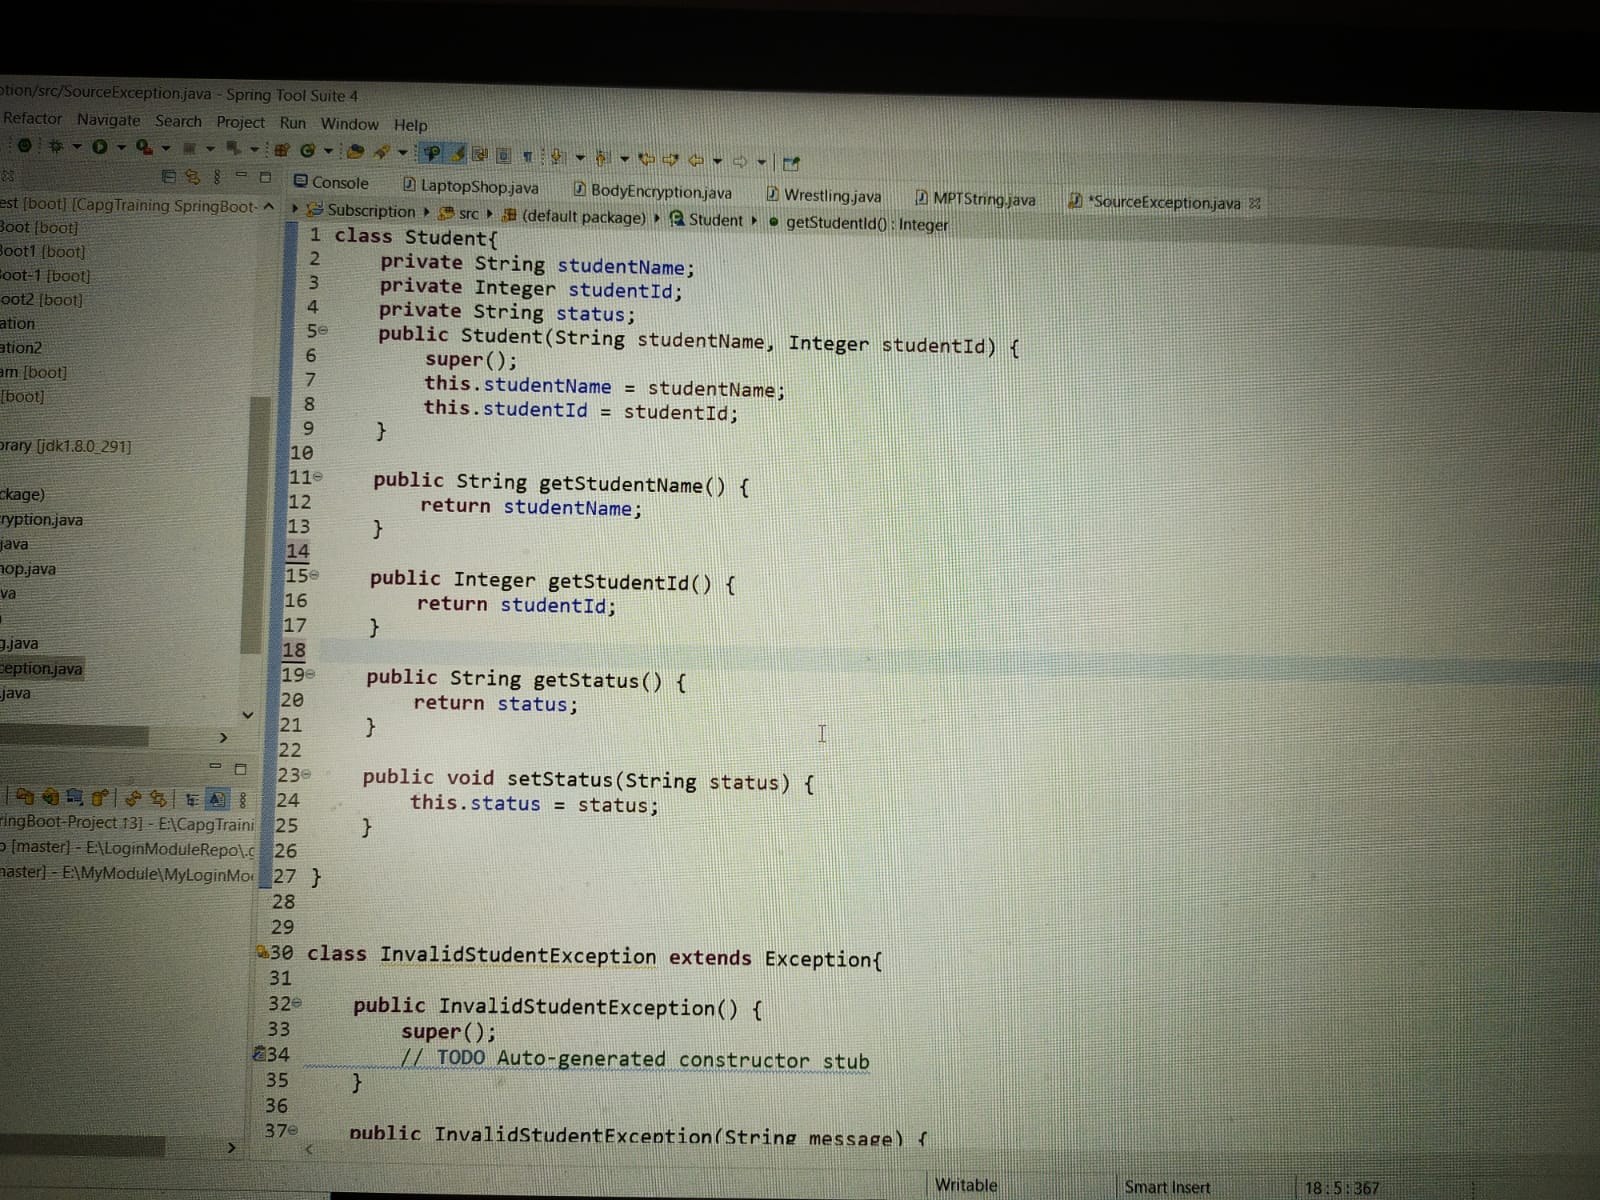 ption/src/SourceException.java - Spring Tool Suite 4
Refactor Navigate Search Project Run Window Help
Console LaptopShop.java BodyEncryption.java Wrestling.java MPTString.java *SourceException.java
Subscription src (default package) Student getStudentId() : Integer
est [boot] [CapgTraining SpringBoot-
Boot [boot]
Boot1 [boot]
oot-1 [boot]
oot2 [boot]
ation
ation2
am [boot]
[boot]
brary [jdk1.8.0_291]
ckage)
ryption.java
java
hop.java
va
g.java
ception.java
.java
ringBoot-Project ↑3] - E:\CapgTraini
o [master] - E:\LoginModuleRepo\.g
master] - E:\MyModule\MyLoginMo
1 class Student{
2 private String studentName;
3 private Integer studentId;
4 private String status;
5 public Student(String studentName, Integer studentId) {
6 super();
7 this.studentName = studentName;
8 this.studentId = studentId;
9 }
10
11 public String getStudentName() {
12 return studentName;
13 }
14
15 public Integer getStudentId() {
16 return studentId;
17 }
18
19 public String getStatus() {
20 return status;
21 }
22
23 public void setStatus(String status) {
24 this.status = status;
25 }
26
27 }
28
29
30 class InvalidStudentException extends Exception{
31
32 public InvalidStudentException() {
33 super();
34 // TODO Auto-generated constructor stub
35 }
36
37 public InvalidStudentException(String message) {
Writable Smart Insert 18 : 5 : 367